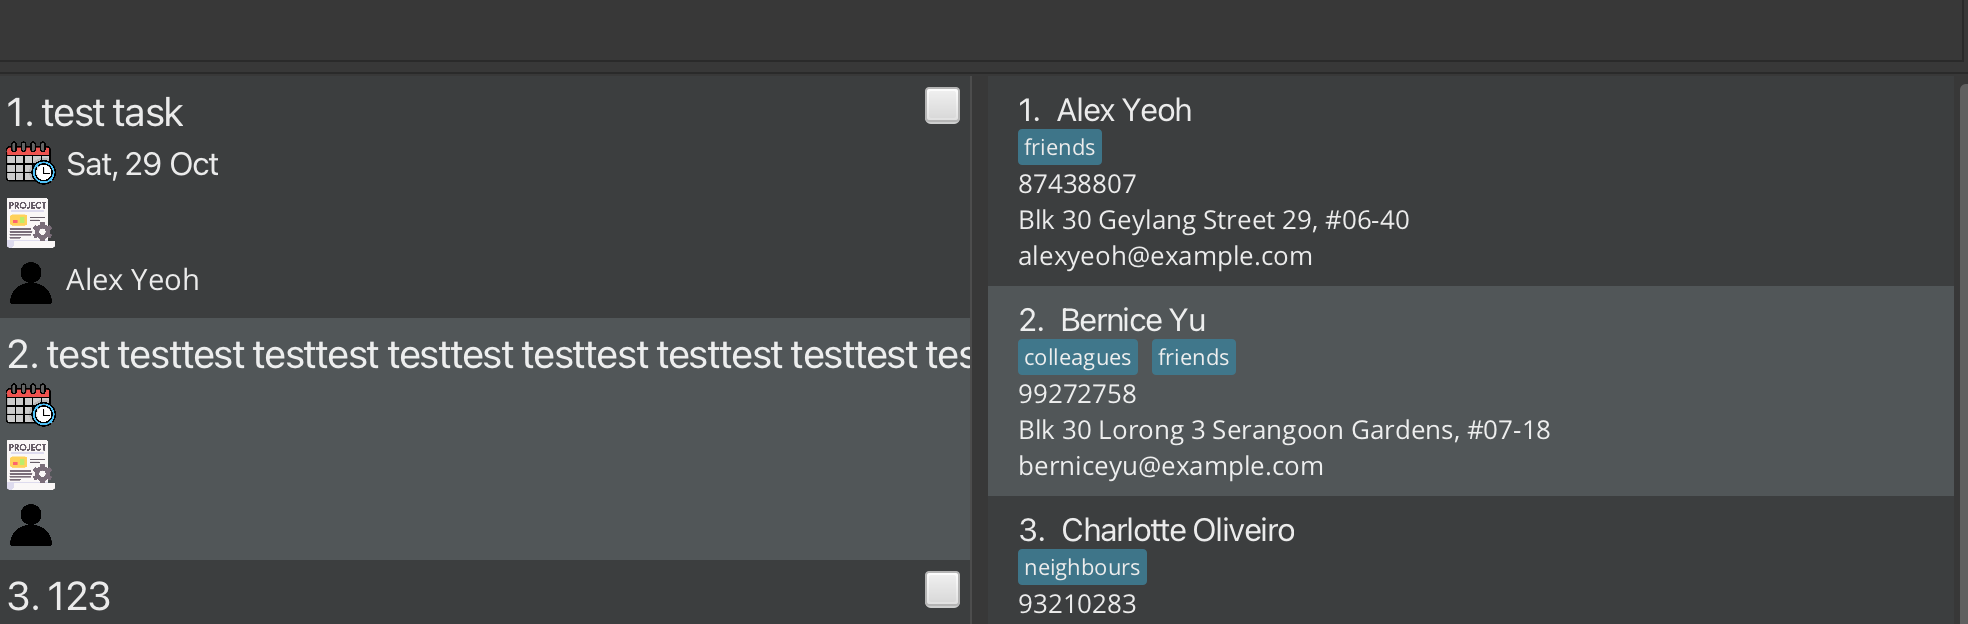 1. test task
Sat, 29 Oct
PROJECT
Alex Yeoh
2. test testtest testtest testtest testtest testtest testtest tes
PROJECT
3. 123
1. Alex Yeoh
friends
87438807
Blk 30 Geylang Street 29, #06-40
alexyeoh@example.com
2. Bernice Yu
colleagues friends
99272758
Blk 30 Lorong 3 Serangoon Gardens, #07-18
berniceyu@example.com
3. Charlotte Oliveiro
neighbours
93210283